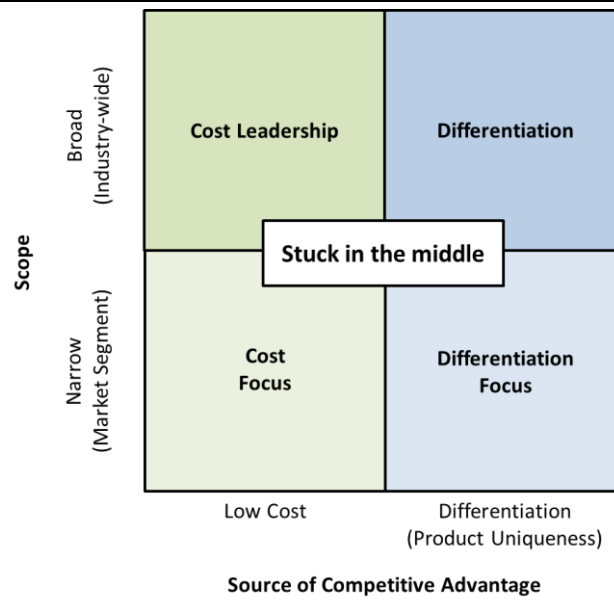 Scope
Broad
(Industry-wide)
Narrow
(Market Segment)
Cost Leadership
Differentiation
Stuck in the middle
Cost
Focus
Differentiation
Focus
Low Cost
Differentiation
(Product Uniqueness)
Source of Competitive Advantage